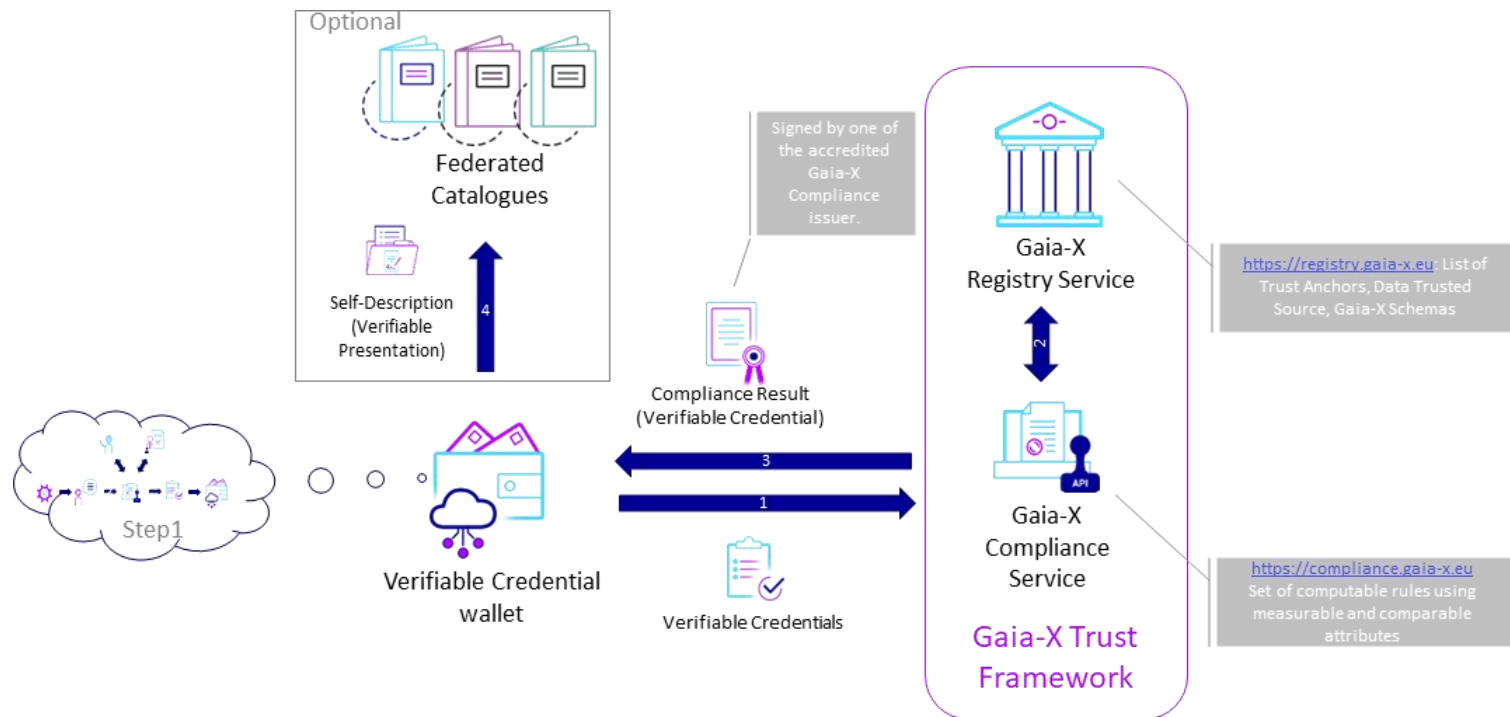 Optional
Federated
Catalogues
Self-Description
(Verifiable
Presentation)
4
Signed by one of
the accredited
Gaia-X
Compliance
issuer.
Gaia-X
Registry Service
https://registry.gaia-x.eu: List of
Trust Anchors, Data Trusted
Source, Gaia-X Schemas
2
Compliance Result
(Verifiable Credential)
3
1
Verifiable Credentials
Step1
Verifiable Credential
wallet
API
Gaia-X
Compliance
Service
https://compliance.gaia-x.eu
Set of computable rules using
measurable and comparable
attributes
Gaia-X Trust
Framework